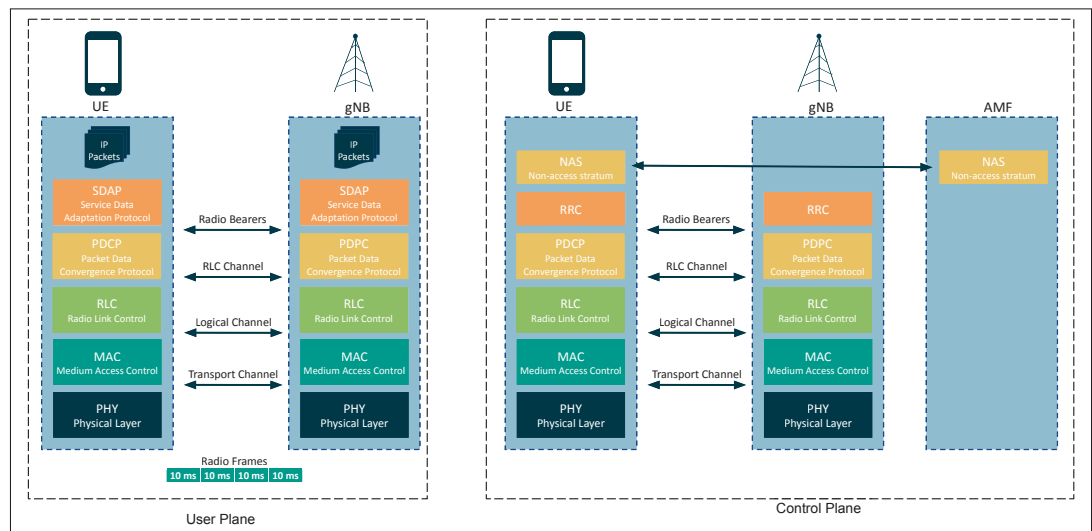 UE
gNB
IP
Packets
IP
Packets
SDAP
Service Data
Adaptation Protocol
SDAP
Service Data
Adaptation Protocol
Radio Bearers
PDCP
Packet Data
Convergence Protocol
PDPC
Packet Data
Convergence Protocol
RLC Channel
RLC
Radio Link Control
RLC
Radio Link Control
Logical Channel
MAC
Medium Access Control
MAC
Medium Access Control
Transport Channel
PHY
Physical Layer
PHY
Physical Layer
Radio Frames
10 ms 10 ms 10 ms 10 ms
User Plane
UE
gNB
AMF
NAS
Non-access stratum
NAS
Non-access stratum
RRC
RRC
Radio Bearers
PDCP
Packet Data
Convergence Protocol
PDPC
Packet Data
Convergence Protocol
RLC Channel
RLC
Radio Link Control
RLC
Radio Link Control
Logical Channel
MAC
Medium Access Control
MAC
Medium Access Control
Transport Channel
PHY
Physical Layer
PHY
Physical Layer
Control Plane